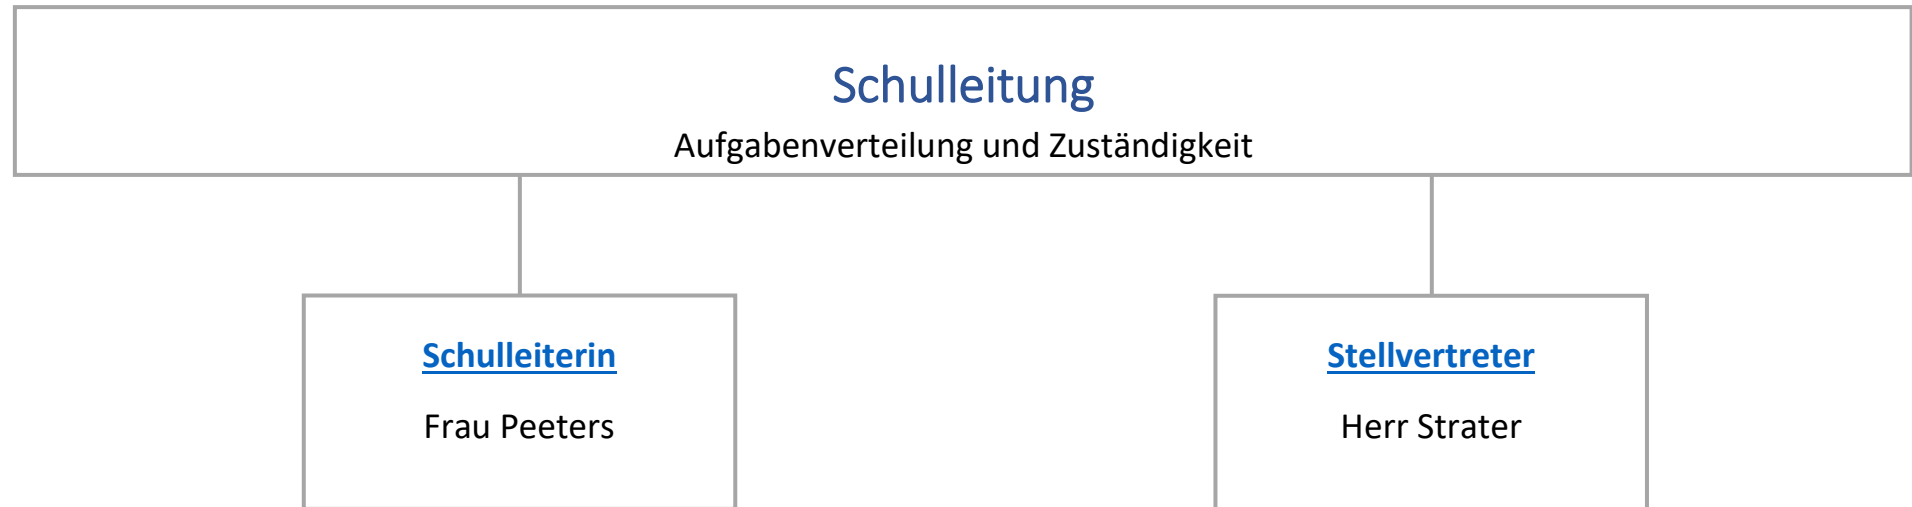 Schulleitung
Aufgabenverteilung und Zuständigkeit
Schulleiterin
Frau Peeters
Stellvertreter
Herr Strater